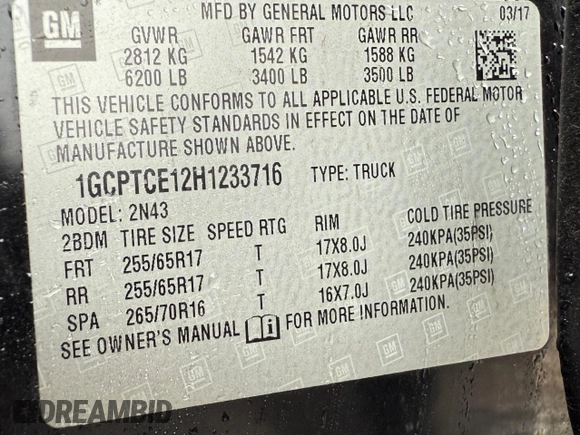 GM
MFD BY GENERAL MOTORS LLC
03/17
GVWR GAWR FRT GAWR RR
2812 KG 1542 KG 1588 KG
6200 LB 3400 LB 3500 LB
THIS VEHICLE CONFORMS TO ALL APPLICABLE U.S. FEDERAL MOTOR
VEHICLE SAFETY STANDARDS IN EFFECT ON THE DATE OF
MANUFACTURE SHOWN ABOVE.
1GCPTCE12H1233716 TYPE: TRUCK
MODEL: 2N43
2BDM TIRE SIZE SPEED RTG RIM COLD TIRE PRESSURE
FRT 255/65R17 T 17X8.0J 240KPA(35PSI)
RR 255/65R17 T 17X8.0J 240KPA(35PSI)
SPA 265/70R16 T 16X7.0J 240KPA(35PSI)
SEE OWNER'S MANUAL FOR MORE INFORMATION.
DREAMBID